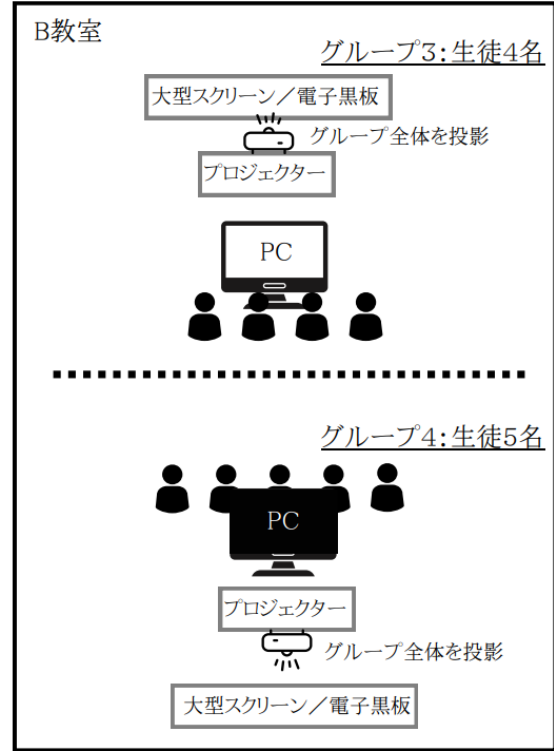 B教室
グループ3:生徒4名
大型スクリーン／電子黒板
グループ全体を投影
プロジェクター
PC
グループ4:生徒5名
PC
プロジェクター
グループ全体を投影
大型スクリーン／電子黒板